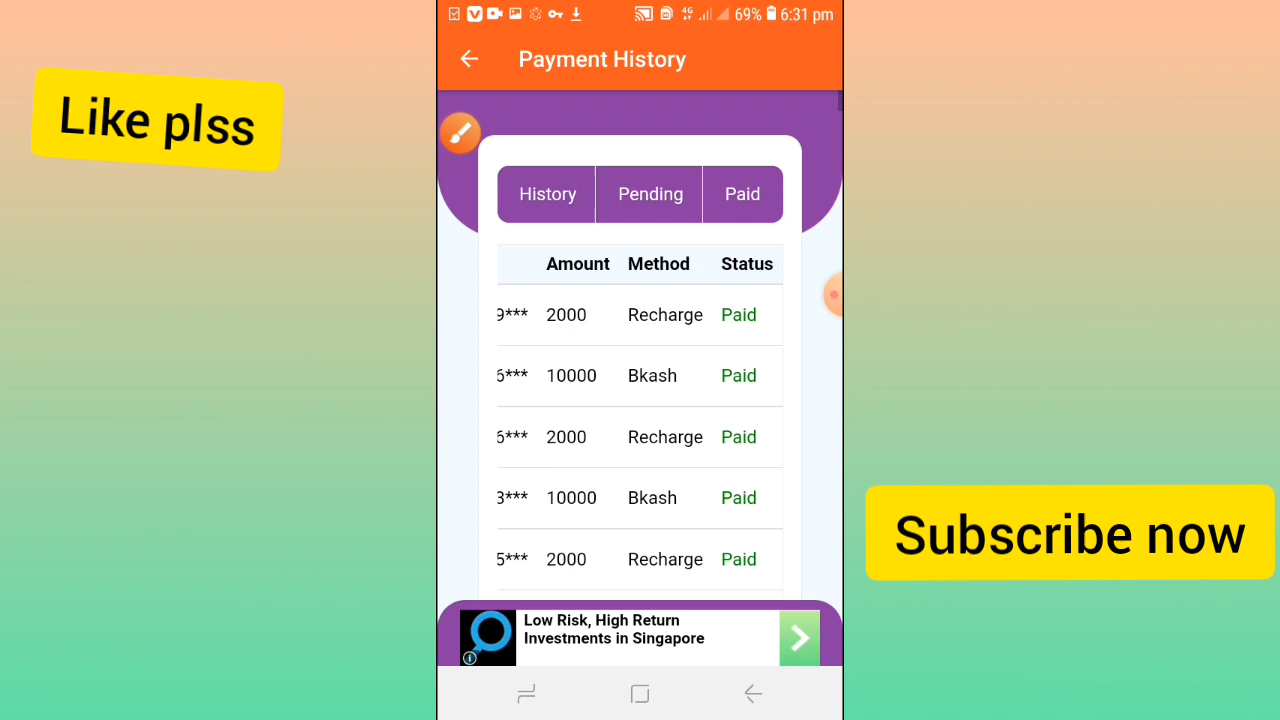 4G 69% 6:31 pm
Payment History
Like plss
History Pending Paid
Amount Method Status
9*** 2000 Recharge Paid
6*** 10000 Bkash Paid
6*** 2000 Recharge Paid
3*** 10000 Bkash Paid
5*** 2000 Recharge Paid
Subscribe now
Low Risk, High Return
Investments in Singapore